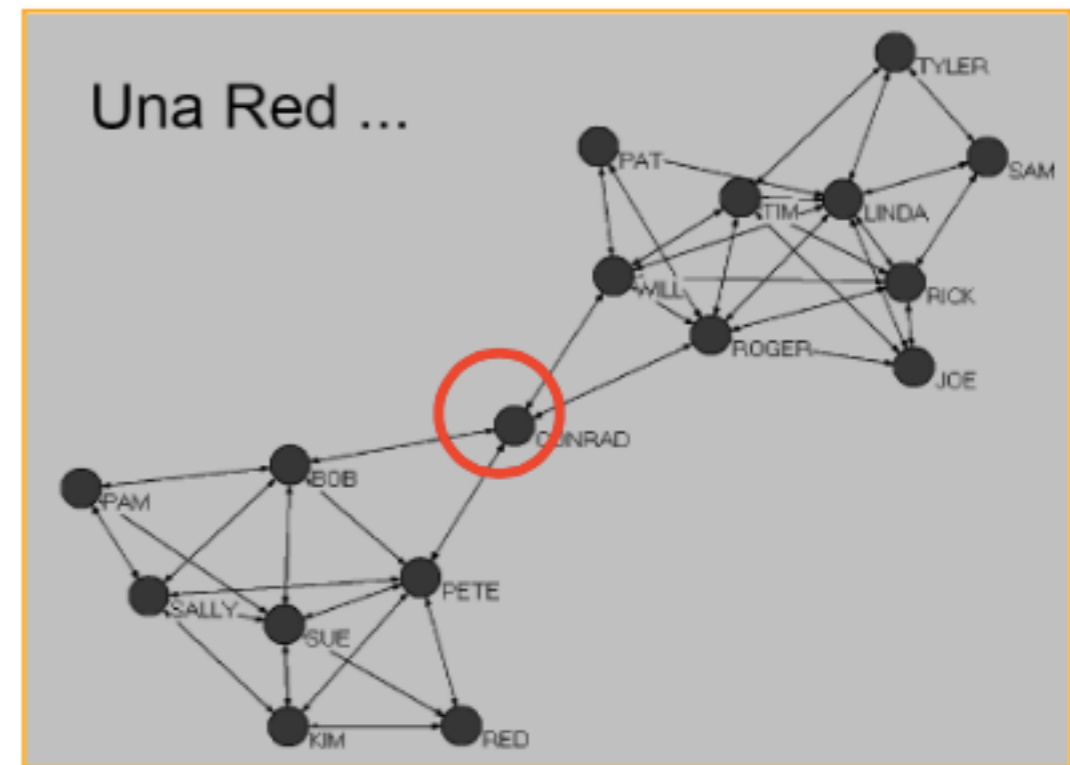 Una Red ...
TYLER
PAT
SAM
TIM
LINDA
WILL
RICK
ROGER
JOE
CONRAD
BOB
PAM
PETE
SALLY
SUE
KIM
RED